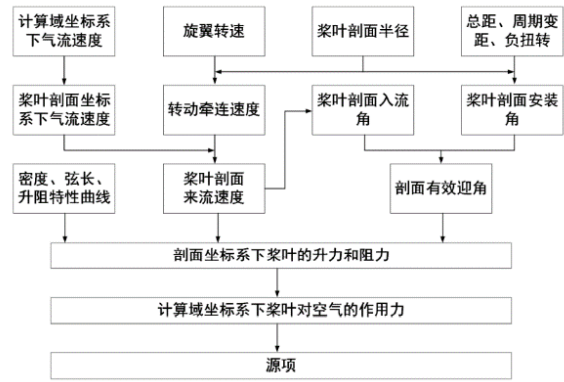 计算域坐标系
下气流速度
旋翼转速
桨叶剖面半径
总距、周期变
距、负扭转
桨叶剖面坐标
系下气流速度
转动牵连速度
桨叶剖面入流
角
桨叶剖面安装
角
密度、弦长、
升阻特性曲线
桨叶剖面
来流速度
剖面有效迎角
剖面坐标系下桨叶的升力和阻力
计算域坐标系下桨叶对空气的作用力
源项